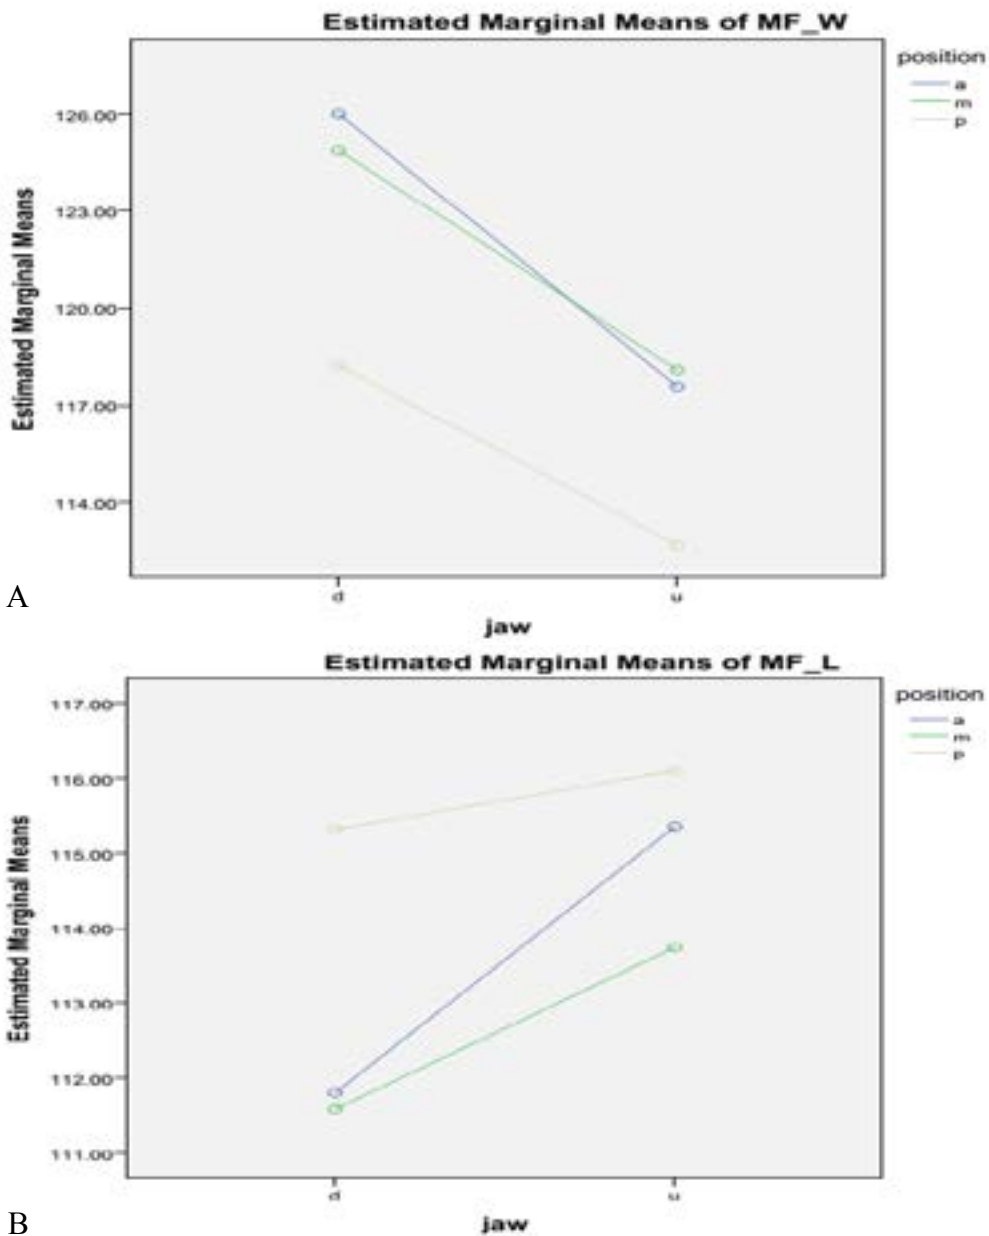 Estimated Marginal Means of MF_W
position
a
m
p
126.00
123.00
120.00
117.00
114.00
Estimated Marginal Means
d
u
jaw
A
Estimated Marginal Means of MF_L
position
a
m
p
117.00
116.00
115.00
114.00
113.00
112.00
111.00
Estimated Marginal Means
d
u
jaw
B